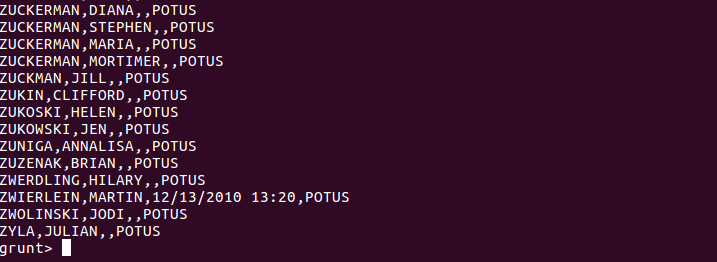 ZUCKERMAN,DIANA,,POTUS
ZUCKERMAN,STEPHEN,,POTUS
ZUCKERMAN,MARIA,,POTUS
ZUCKERMAN,MORTIMER,,POTUS
ZUCKMAN,JILL,,POTUS
ZUKIN,CLIFFORD,,POTUS
ZUKOSKI,HELEN,,POTUS
ZUKOWSKI,JEN,,POTUS
ZUNIGA,ANNALISA,,POTUS
ZUZENAK,BRIAN,,POTUS
ZWERDLING,HILARY,,POTUS
ZWIERLEIN,MARTIN,12/13/2010 13:20,POTUS
ZWOLINSKI,JODI,,POTUS
ZYLA,JULIAN,,POTUS
grunt>